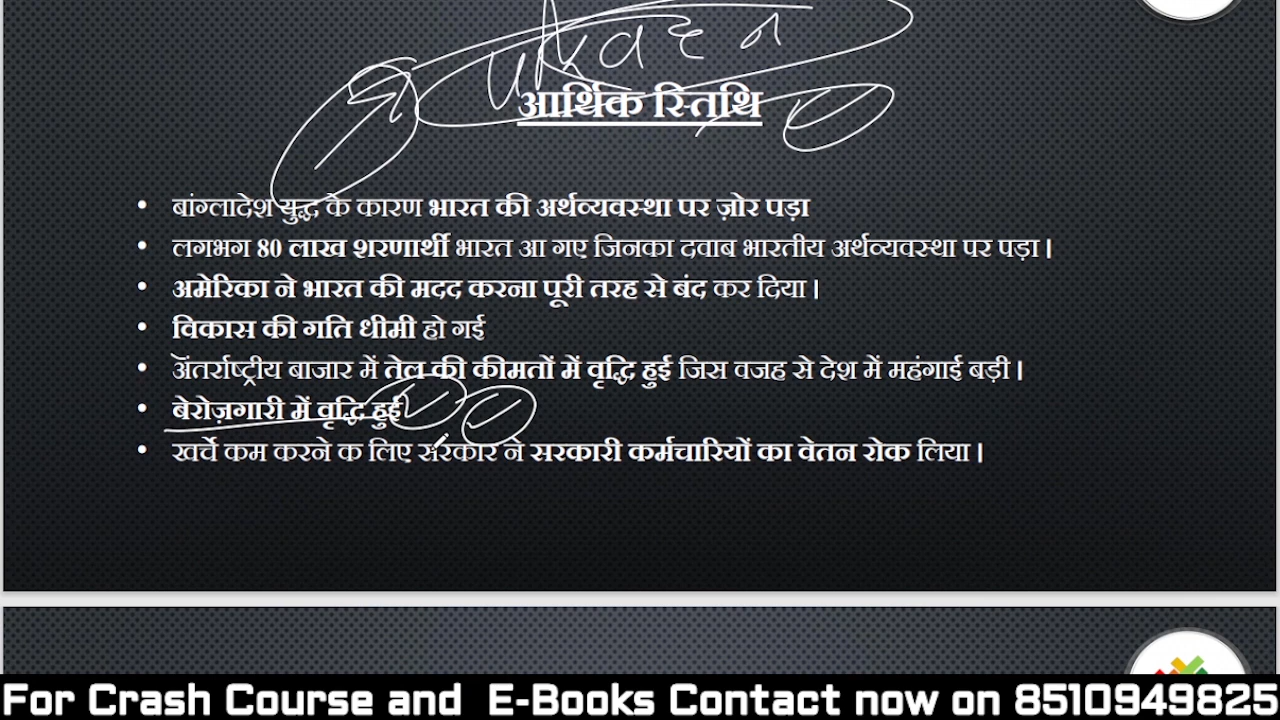 आर्थिक स्तिथि
• बांग्लादेश युद्ध के कारण भारत की अर्थव्यवस्था पर ज़ोर पड़ा
• लगभग 80 लाख शरणार्थी भारत आ गए जिनका दवाब भारतीय अर्थव्यवस्था पर पड़ा।
• अमेरिका ने भारत की मदद करना पूरी तरह से बंद कर दिया।
• विकास की गति धीमी हो गई
• अंतर्राष्ट्रीय बाजार में तेल की कीमतों में वृद्धि हुई जिस वजह से देश में महंगाई बड़ी।
• बेरोज़गारी में वृद्धि हुई
• खर्चे कम करने क लिए सरकार ने सरकारी कर्मचारियों का वेतन रोक लिया।
For Crash Course and E-Books Contact now on 8510949825